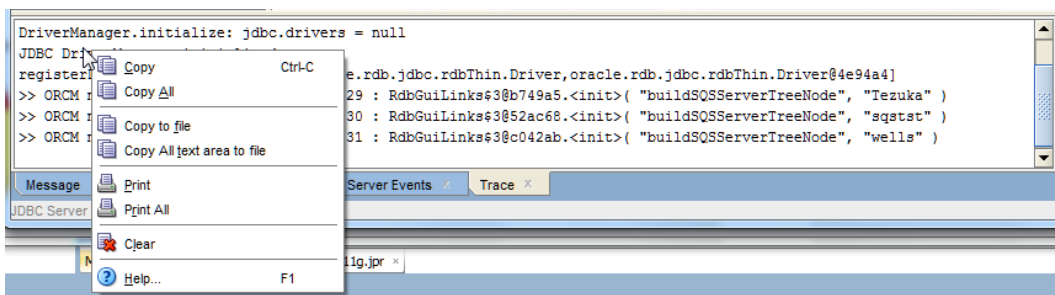 DriverManager.initialize: jdbc.drivers = null
JDBC
Copy Ctrl-C
e.rdb.jdbc.rdbThin.Driver,oracle.rdb.jdbc.rdbThin.Driver@4e94a4]
Copy All
>> ORCM 29 : RdbGuiLinks$3@b749a5.<init>( "buildSQSServerTreeNode", "Tezuka" )
>> ORCM 30 : RdbGuiLinks$3@52ac68.<init>( "buildSQSServerTreeNode", "sqstst" )
Copy to file
>> ORCM 31 : RdbGuiLinks$3@c042ab.<init>( "buildSQSServerTreeNode", "wells" )
Copy All text area to file
Message Print Server Events Trace
JDBC Server Print All
Clear
11g.jpr
Help... F1